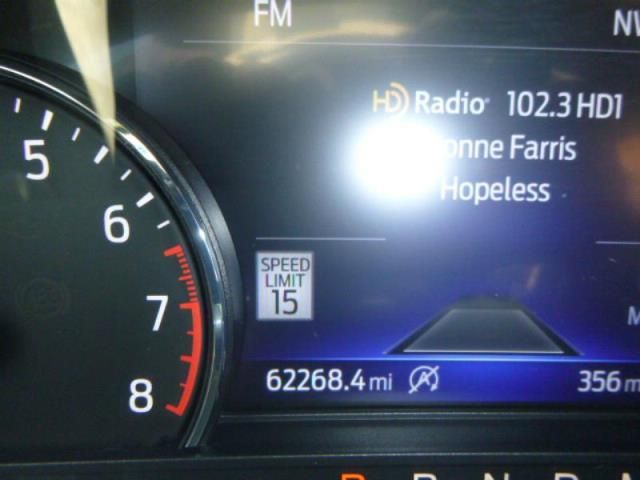 FM
HD Radio 102.3 HD1
Farris
Hopeless
5
6
7
8
SPEED
LIMIT
15
62268.4 mi
356
P R N D M